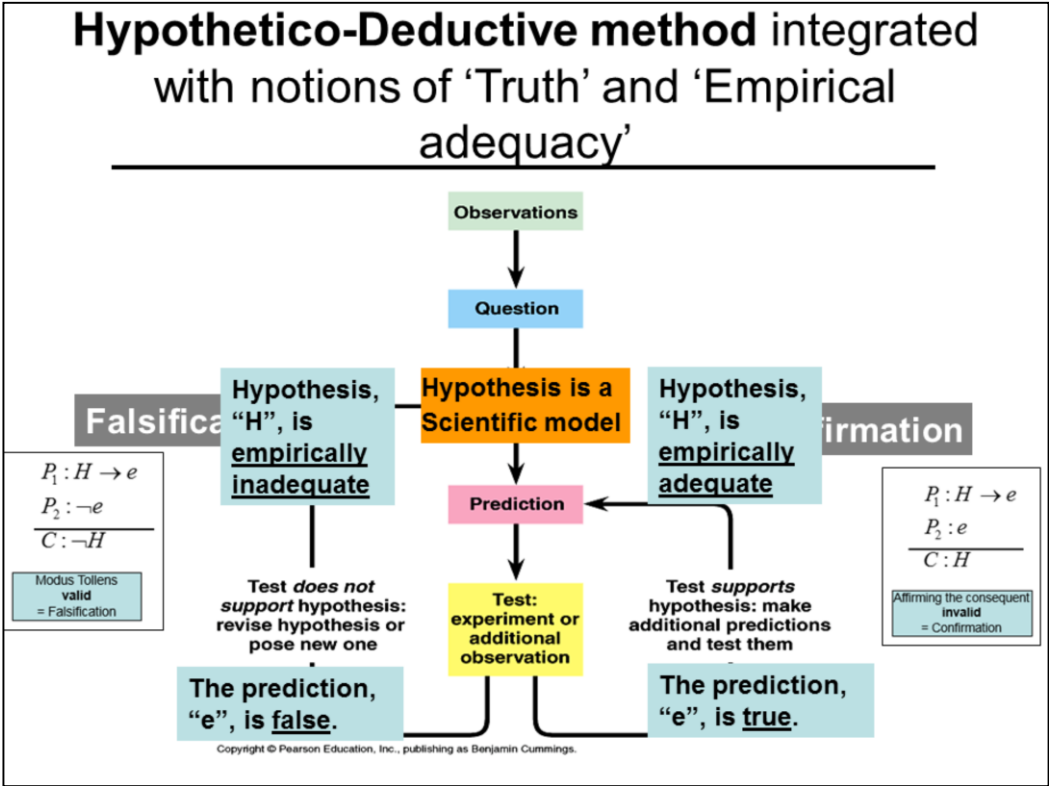 Hypothetico-Deductive method integrated
with notions of ‘Truth’ and ‘Empirical
adequacy’
Observations
Question
Hypothesis is a
Scientific model
Prediction
Test:
experiment or
additional
observation
Falsifica
Hypothesis,
“H”, is
empirically
inadequate
P₁ : H → e
P₂ : ¬e
C : ¬H
Modus Tollens
valid
= Falsification
Test does not
support hypothesis:
revise hypothesis or
pose new one
The prediction,
“e”, is false.
Hypothesis,
“H”, is
empirically
adequate
firmation
P₁ : H → e
P₂ : e
C : H
Affirming the consequent
invalid
= Confirmation
Test supports
hypothesis: make
additional predictions
and test them
The prediction,
“e”, is true.
Copyright © Pearson Education, Inc., publishing as Benjamin Cummings.